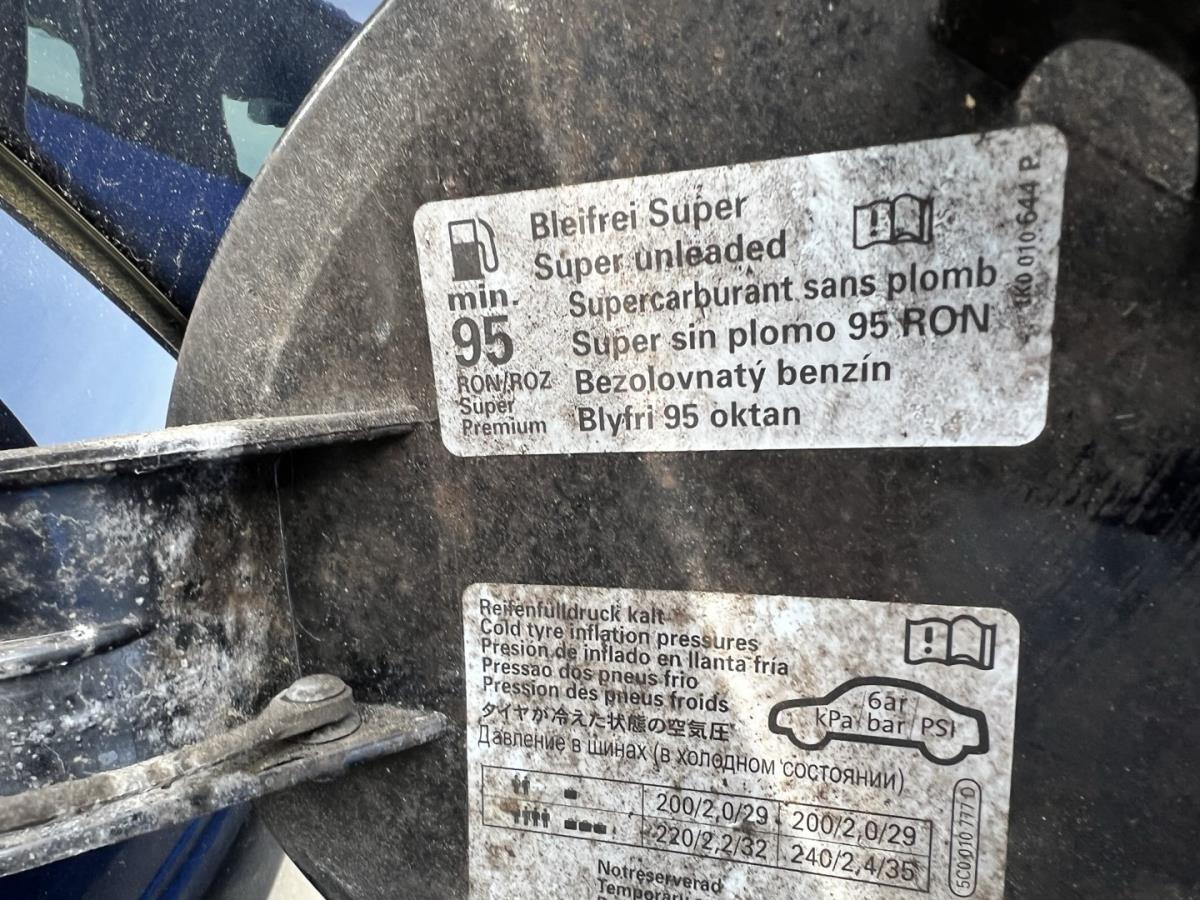 Bleifrei Super
Super unleaded
Supercarburant sans plomb
Super sin plomo 95 RON
Bezolovnatý benzín
Blyfri 95 oktan
min.
95
RON/ROZ
Super
Premium
1K0 010 644 P
Reifenfülldruck kalt
Cold tyre inflation pressures
Presión de inflado en llanta fría
Pressao dos pneus frio
Pression des pneus froids
タイヤが冷えた状態の空気圧
Давление в шинах (в холодном состоянии)
бar
kPa/bar/PSI
200/2,0/29 200/2,0/29
220/2,2/32 240/2,4/35
5C0 010 777 D
Notreserverad
Temporary